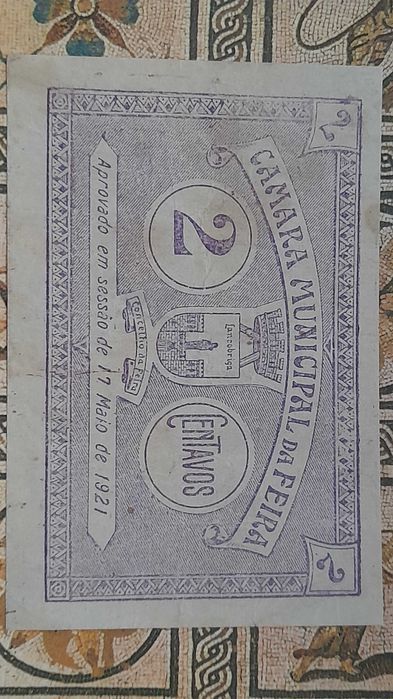 2
2
CAMARA MUNICIPAL DA FEIRA
2
Lancobriga
CENTAVOS
Concelho da Feira
Aprovado em sessão de 17 Maio de 1921